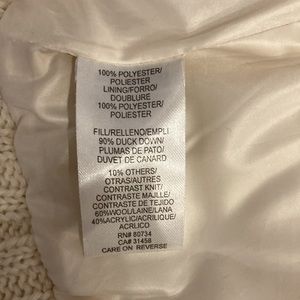 100% POLYESTER/
POLIESTER
LINING/FORRO/
DOUBLURE
100% POLYESTER/
POLIESTER
FILL/RELLENO/EMPLI
90% DUCK DOWN/
PLUMAS DE PATO/
DUVET DE CANARD
10% OTHERS/
OTRAS/AUTRES
CONTRAST KNIT/
CONTRASTE MAJLLE/
CONTRASTE DE TEJIDO
60%WOOL/LAINE/LANA
40%ACRYLIC/ACRILIQUE/
ACRILICO
RN# 80734
CA# 31458
CARE ON REVERSE